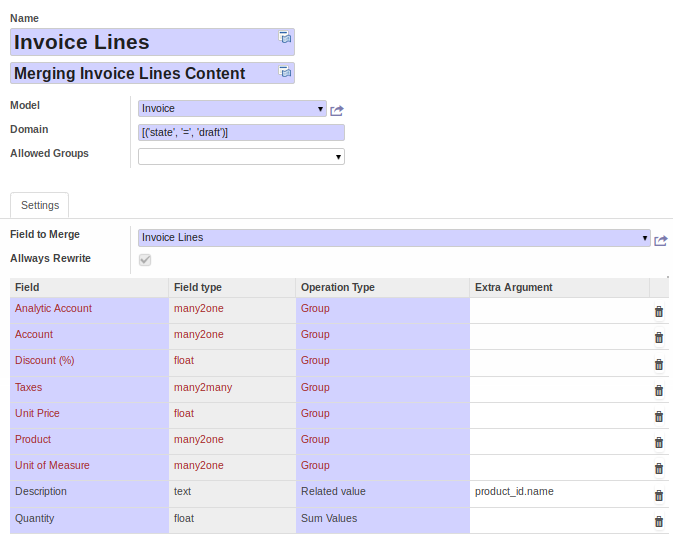 Name
Invoice Lines
Merging Invoice Lines Content
Model Invoice
Domain [('state', '=', 'draft')]
Allowed Groups
Settings
Field to Merge Invoice Lines
Allways Rewrite
Field Field type Operation Type Extra Argument
Analytic Account many2one Group
Account many2one Group
Discount (%) float Group
Taxes many2many Group
Unit Price float Group
Product many2one Group
Unit of Measure many2one Group
Description text Related value product_id.name
Quantity float Sum Values